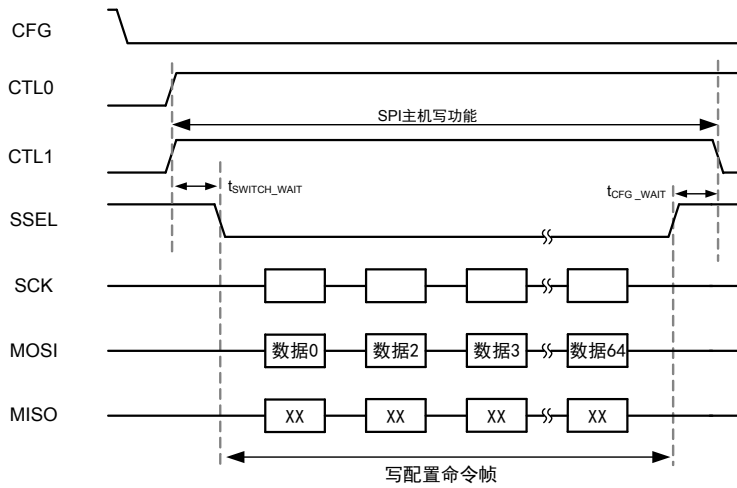 CFG
CTL0
SPI主机写功能
CTL1
tSWITCH_WAIT
tCFG_WAIT
SSEL
SCK
MOSI
数据0
数据2
数据3
数据64
MISO
XX
XX
XX
XX
写配置命令帧